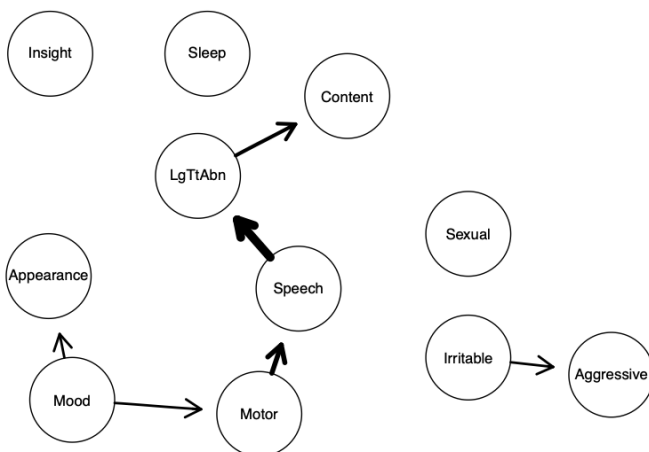 Insight
Sleep
Content
LgTtAbn
Sexual
Appearance
Speech
Irritable
Aggressive
Mood
Motor